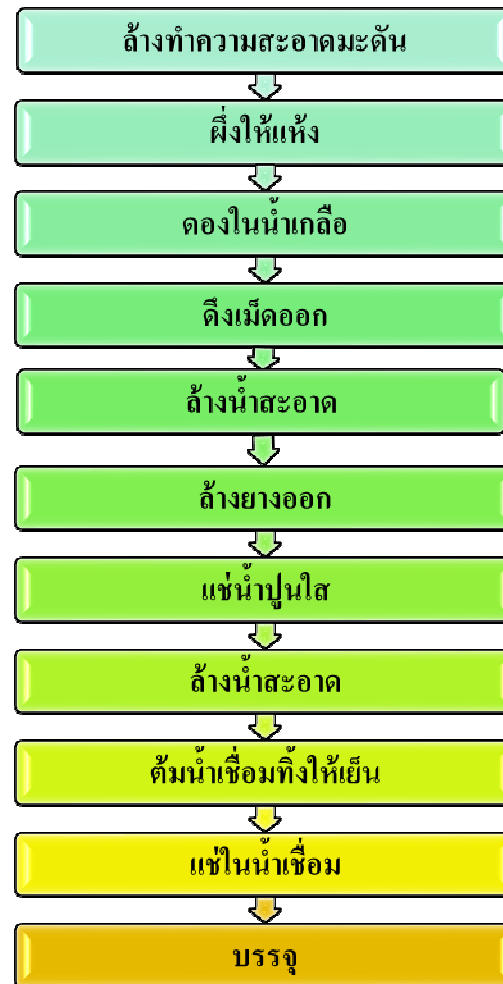 ล้างทำความสะอาดมะดัน
ผึ่งให้แห้ง
ดองในน้ำเกลือ
ดึงเม็ดออก
ล้างน้ำสะอาด
ล้างยางออก
แช่น้ำปูนใส
ล้างน้ำสะอาด
ต้มน้ำเชื่อมทิ้งให้เย็น
แช่ในน้ำเชื่อม
บรรจุ